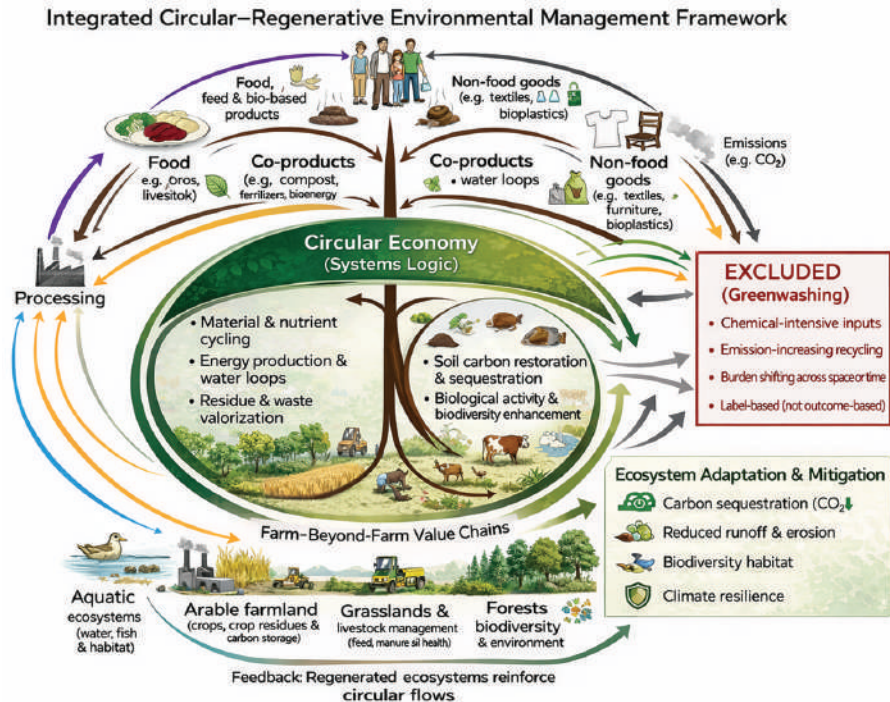 Integrated Circular–Regenerative Environmental Management Framework
Food,
feed & bio-based
products
Non-food goods
(e.g. textiles,
bioplastics)
Emissions
(e.g. CO₂)
Food
e.g. oros,
livesitok)
Co-products
(e.g, compost,
ferrilizers, bioenergy
Co-products
• water loops
Non-food
goods
(e.g. textiles,
furniture,
bioplastics)
Processing
Circular Economy
(Systems Logic)
• Material & nutrient
cycling
• Energy production &
water loops
• Residue & waste
valorization
• Soil carbon restoration
& sequestration
• Biological activity &
biodiversity enhancement
EXCLUDED
(Greenwashing)
• Chemical-intensive inputs
• Emission-increasing recycling
• Burden shifting across space or time
• Label-based (not outcome-based)
Ecosystem Adaptation & Mitigation
Carbon sequestration (CO₂
Reduced runoff & erosion
Biodiversity habitat
Climate resilience
Farm–Beyond–Farm Value Chains
Aquatic
ecosystems
(water, fish
& habitat)
Arable farmland
(crops, crop residues &
carbon storage)
Grasslands &
livestock management
(feed, manure sil health)
Forests
biodiversity
& environment
Feedback: Regenerated ecosystems reinforce
circular flows